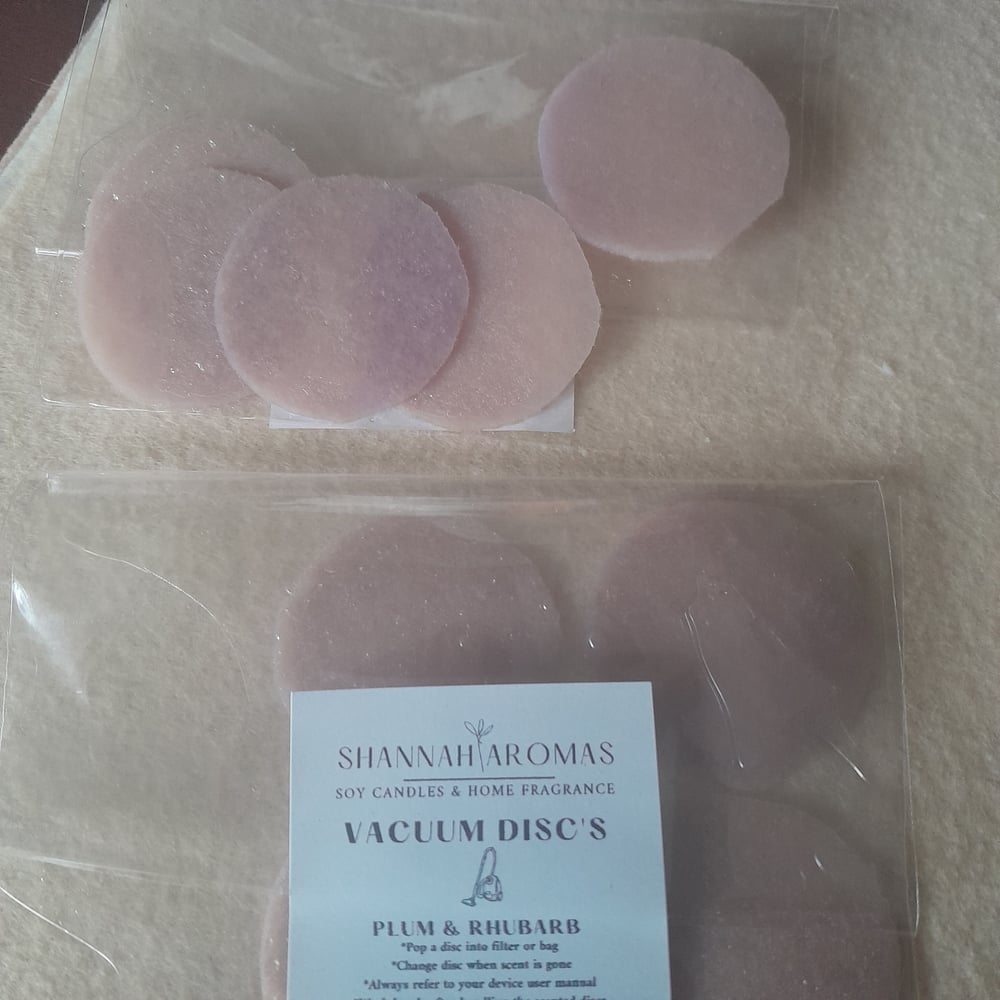 SHANNAH AROMAS
SOY CANDLES & HOME FRAGRANCE
VACUUM DISC'S
PLUM & RHUBARB
*Pop a disc into filter or bag
*Change disc when scent is gone
*Always refer to your device user manual